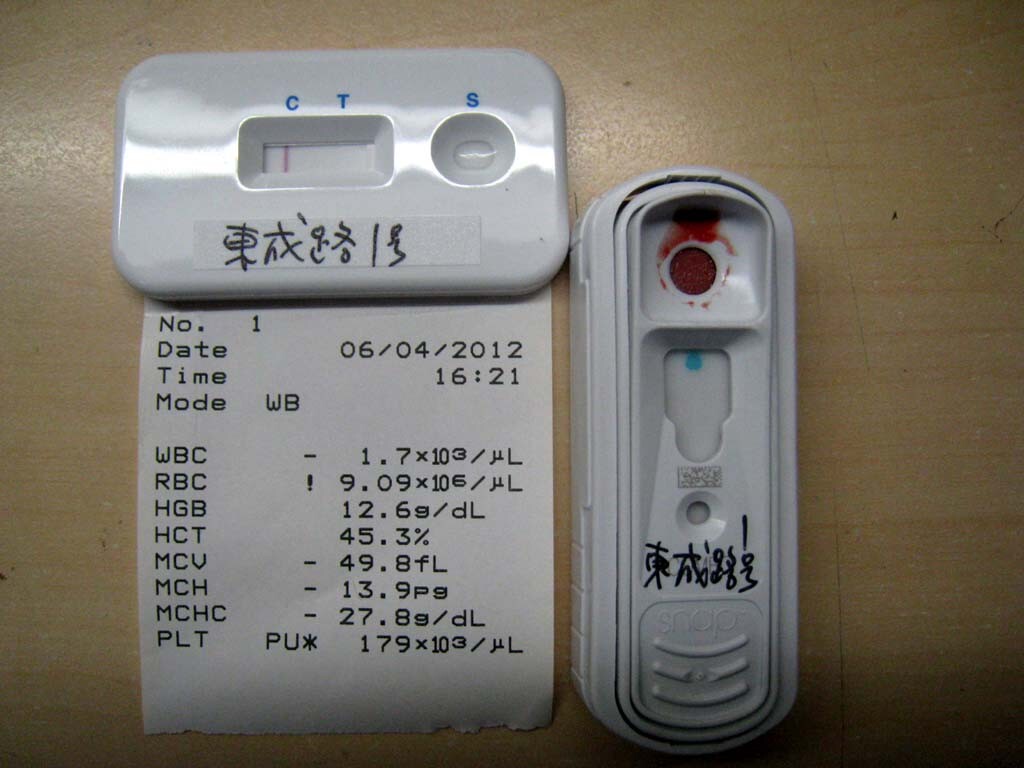 C T S
東成路1号
No. 1
Date 06/04/2012
Time 16:21
Mode WB
WBC - 1.7×10³/μL
RBC ! 9.09×10⁶/μL
HGB 12.6g/dL
HCT 45.3%
MCV - 49.8fL
MCH - 13.9pg
MCHC - 27.8g/dL
PLT PU* 179×10³/μL
東成路1号
snap